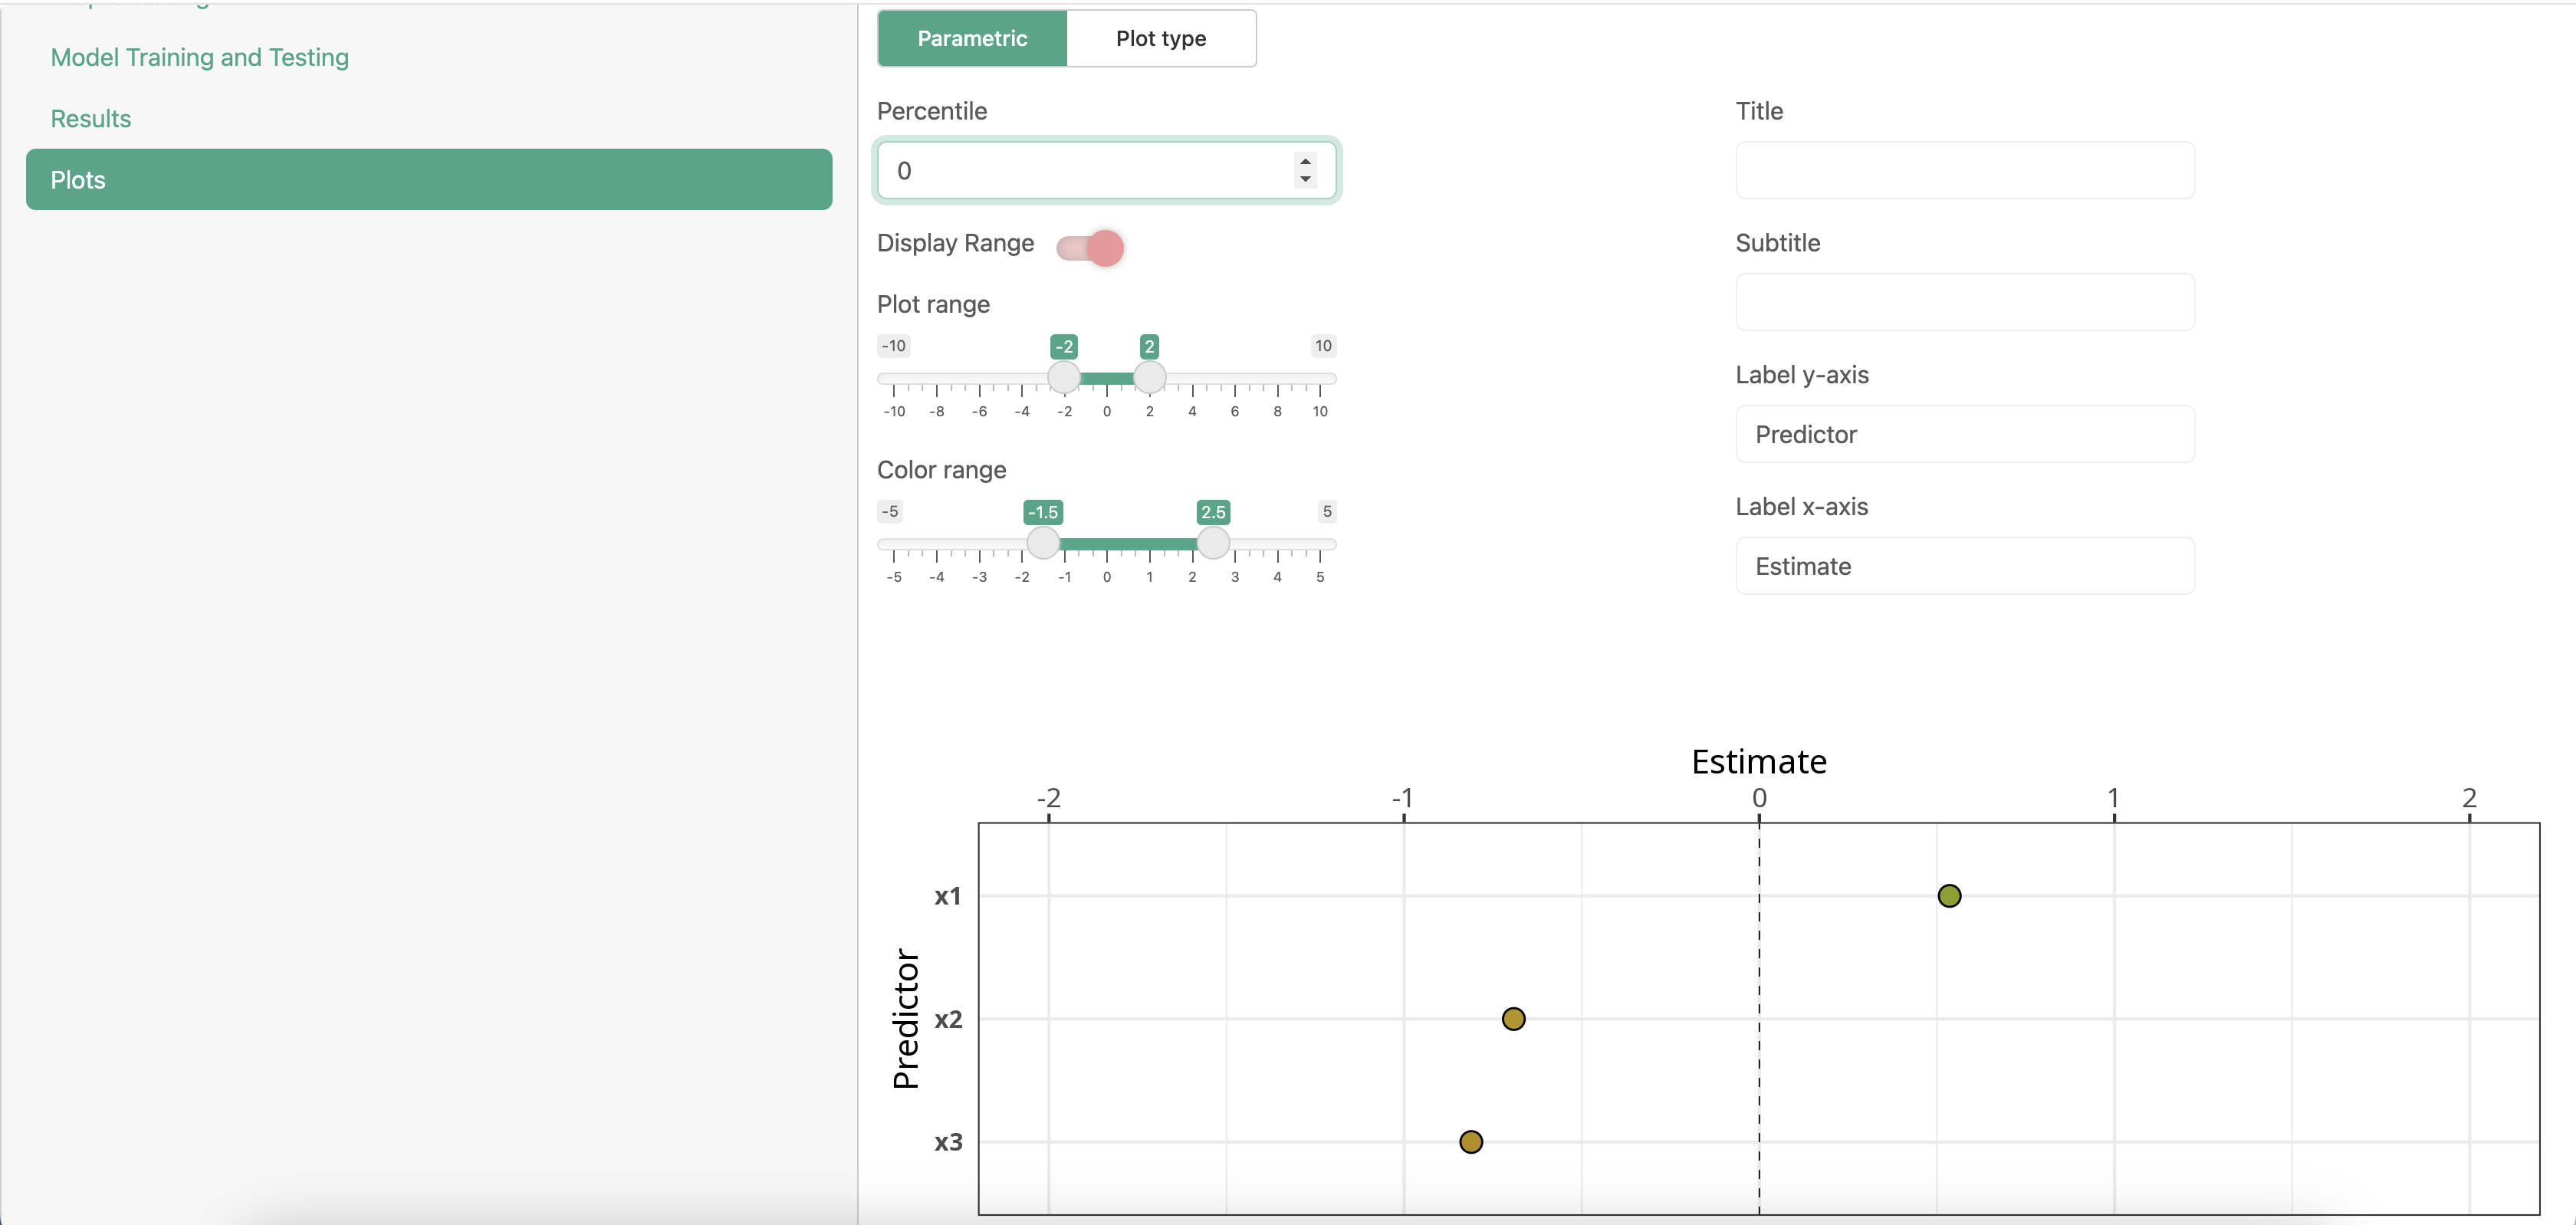 Model Training and Testing
Results
Plots
Parametric
Plot type
Percentile
0
Display Range
Plot range
-10
-2
2
10
-10 -8 -6 -4 -2 0 2 4 6 8 10
Color range
-5
-1.5
2.5
5
-5 -4 -3 -2 -1 0 1 2 3 4 5
Title
Subtitle
Label y-axis
Predictor
Label x-axis
Estimate
Estimate
-2 -1 0 1 2
Predictor
x1
x2
x3